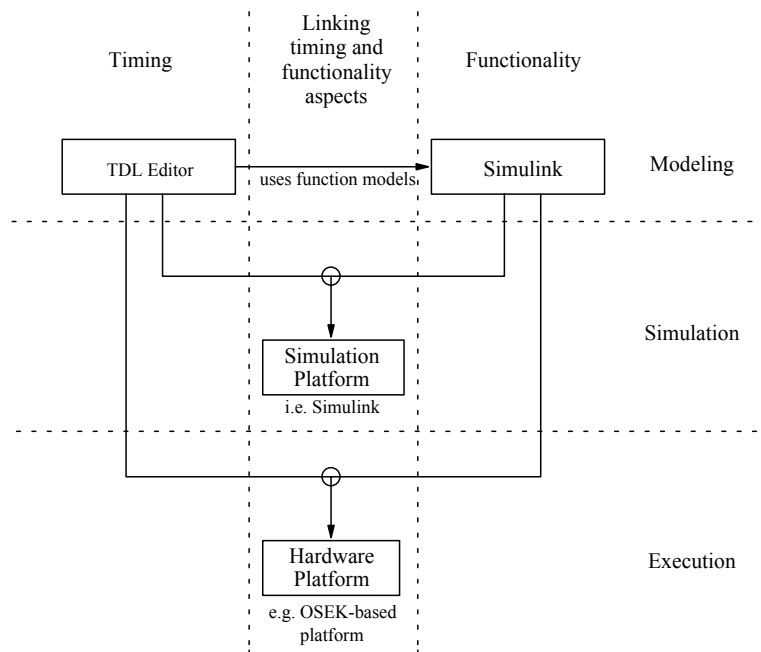 Timing
Linking
timing and
functionality
aspects
Functionality
TDL Editor
uses function models
Simulink
Modeling
Simulation
Platform
i.e. Simulink
Simulation
Hardware
Platform
e.g. OSEK-based
platform
Execution